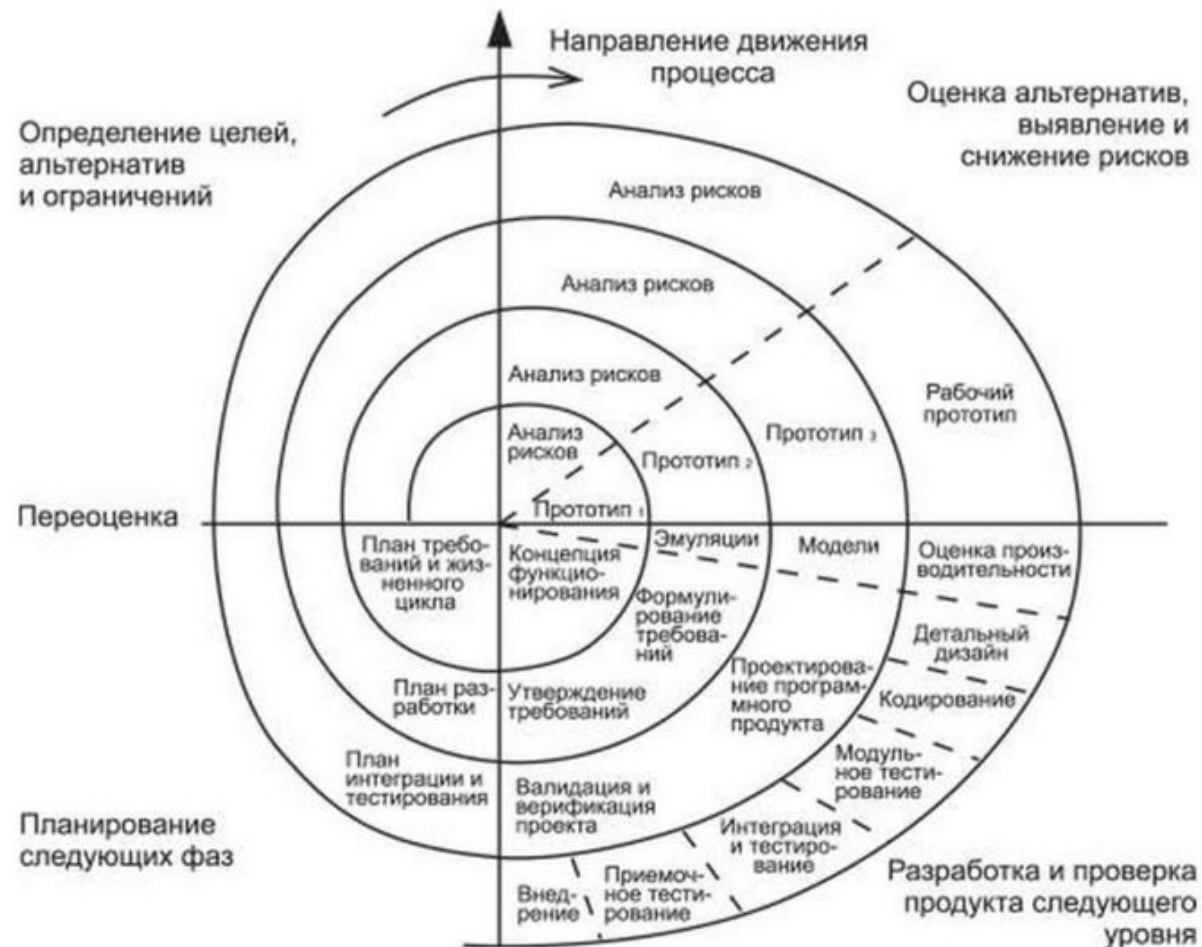 Направление движения
процесса
Оценка альтернатив,
выявление и
снижение рисков
Определение целей,
альтернатив
и ограничений
Анализ рисков
Анализ рисков
Анализ рисков
Анализ
рисков
Рабочий
прототип
Прототип 3
Прототип 2
Прототип 1
Переоценка
План требо-
ваний и жиз-
ненного
цикла
Концепция
функцио-
нирования
Эмуляции
Модели
Оценка произ-
водительности
Формули-
рование
требова-
ний
Детальный
дизайн
Проектирова-
ние програм-
много
продукта
Кодирование
План раз-
работки
Утверждение
требований
Модуль-
ное тести-
рование
План
интеграции и
тестирования
Валидация и
верификация
проекта
Интеграция
и тестиро-
вание
Планирование
следующих фаз
Внед-
рение
Приемоч-
ное тести-
рование
Разработка и проверка
продукта следующего
уровня